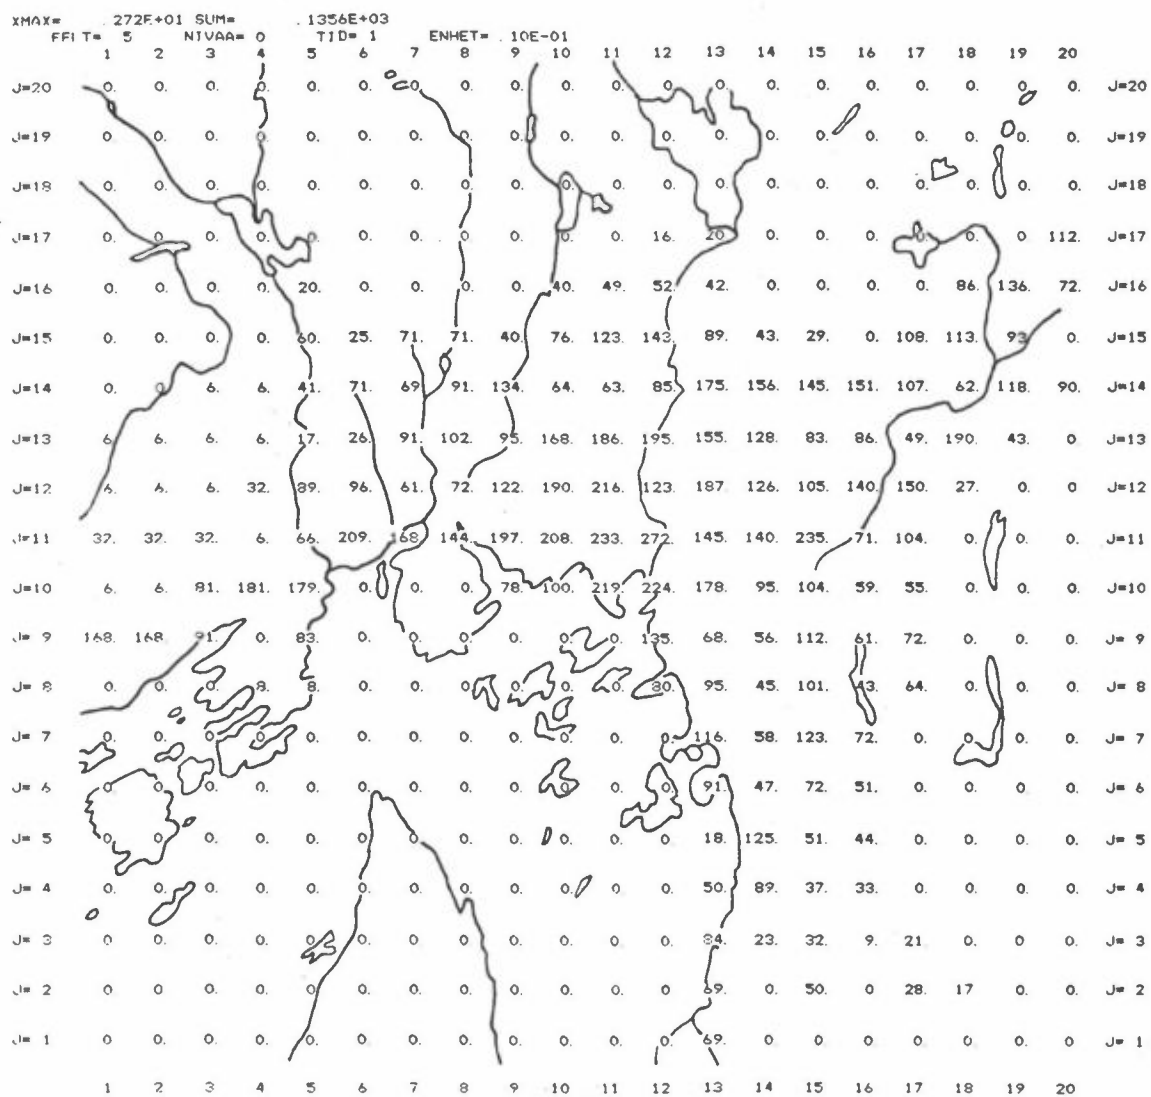 XMAX= .272E+01 SUM= .1356E+03
FELT= 5 NIVAA= 0 TID= 1 ENHET= .10E-01
1 2 3 4 5 6 7 8 9 10 11 12 13 14 15 16 17 18 19 20
J=20 0. 0. 0. 0. 0. 0. 0. 0. 0. 0. 0. 0. 0. 0. 0. 0. 0. 0. 0. 0. J=20
J=19 0. 0. 0. 0. 0. 0. 0. 0. 0. 0. 0. 0. 0. 0. 0. 0. 0. 0. 0. 0. J=19
J=18 0. 0. 0. 0. 0. 0. 0. 0. 0. 0. 0. 0. 0. 0. 0. 0. 0. 0. 0. 0. J=18
J=17 0. 0. 0. 0. 0. 0. 0. 0. 0. 0. 0. 16. 20. 0. 0. 0. 0. 0. 0 112. J=17
J=16 0. 0. 0. 0. 20. 0. 0. 0. 0. 40. 49. 52. 42. 0. 0. 0. 0. 86. 136. 72. J=16
J=15 0. 0. 0. 0. 60. 25. 71. 71. 40. 76. 123. 143. 89. 43. 29. 0. 108. 113. 93. 0. J=15
J=14 0. 0. 6. 6. 41. 71. 69. 91. 134. 64. 63. 85. 175. 156. 145. 151. 107. 62. 118. 90. J=14
J=13 6. 6. 6. 6. 17. 26. 91. 102. 95. 168. 186. 195. 155. 128. 83. 86. 49. 190. 43. 0. J=13
J=12 6. 6. 6. 32. 89. 96. 61. 72. 122. 190. 216. 123. 187. 126. 105. 140. 150. 27. 0. 0 J=12
J=11 32. 32. 32. 6. 66. 209. 168. 144. 197. 208. 233. 272. 145. 140. 235. 71. 104. 0. 0. 0. J=11
J=10 6. 6. 81. 181. 179. 0. 0. 0. 78. 100. 219. 224. 178. 95. 104. 59. 55. 0. 0. 0. J=10
J= 9 168. 168. 91. 0. 83. 0. 0. 0. 0. 0. 0. 135. 68. 56. 112. 61. 72. 0. 0. 0. J= 9
J= 8 0. 0. 0. 8. 8. 0. 0. 0. 0. 0. 0. 80. 95. 45. 101. 43. 64. 0. 0. 0. J= 8
J= 7 0. 0. 0. 0. 0. 0. 0. 0. 0. 0. 0. 0. 116. 58. 123. 72. 0. 0. 0. 0. J= 7
J= 6 0. 0. 0. 0. 0. 0. 0. 0. 0. 0. 0. 0. 91. 47. 72. 51. 0. 0. 0. 0. J= 6
J= 5 0. 0. 0. 0. 0. 0. 0. 0. 0. 0. 0. 0. 18. 125. 51. 44. 0. 0. 0. 0. J= 5
J= 4 0. 0. 0. 0. 0. 0. 0. 0. 0. 0. 0. 0. 50. 89. 37. 33. 0. 0. 0. 0. J= 4
J= 3 0. 0. 0. 0. 0. 0. 0. 0. 0. 0. 0. 0. 84. 23. 32. 9. 21. 0. 0 0. J= 3
J= 2 0. 0. 0. 0. 0. 0. 0. 0. 0. 0. 0. 0 69. 0. 50. 0 28. 17 0. 0. J= 2
J= 1 0 0. 0. 0. 0. 0. 0. 0. 0. 0. 0. 0. 69. 0 0 0. 0. 0. 0. 0 J= 1
1 2 3 4 5 6 7 8 9 10 11 12 13 14 15 16 17 18 19 20